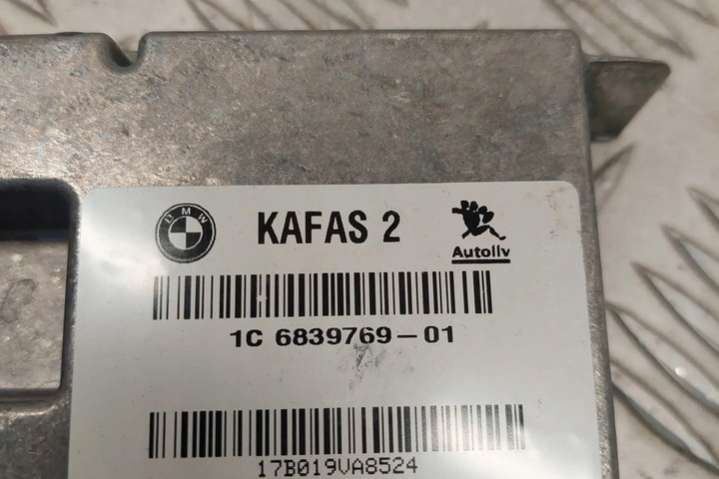 BMW
KAFAS 2
Autoliv
1C 6839769-01
17B019VA8524